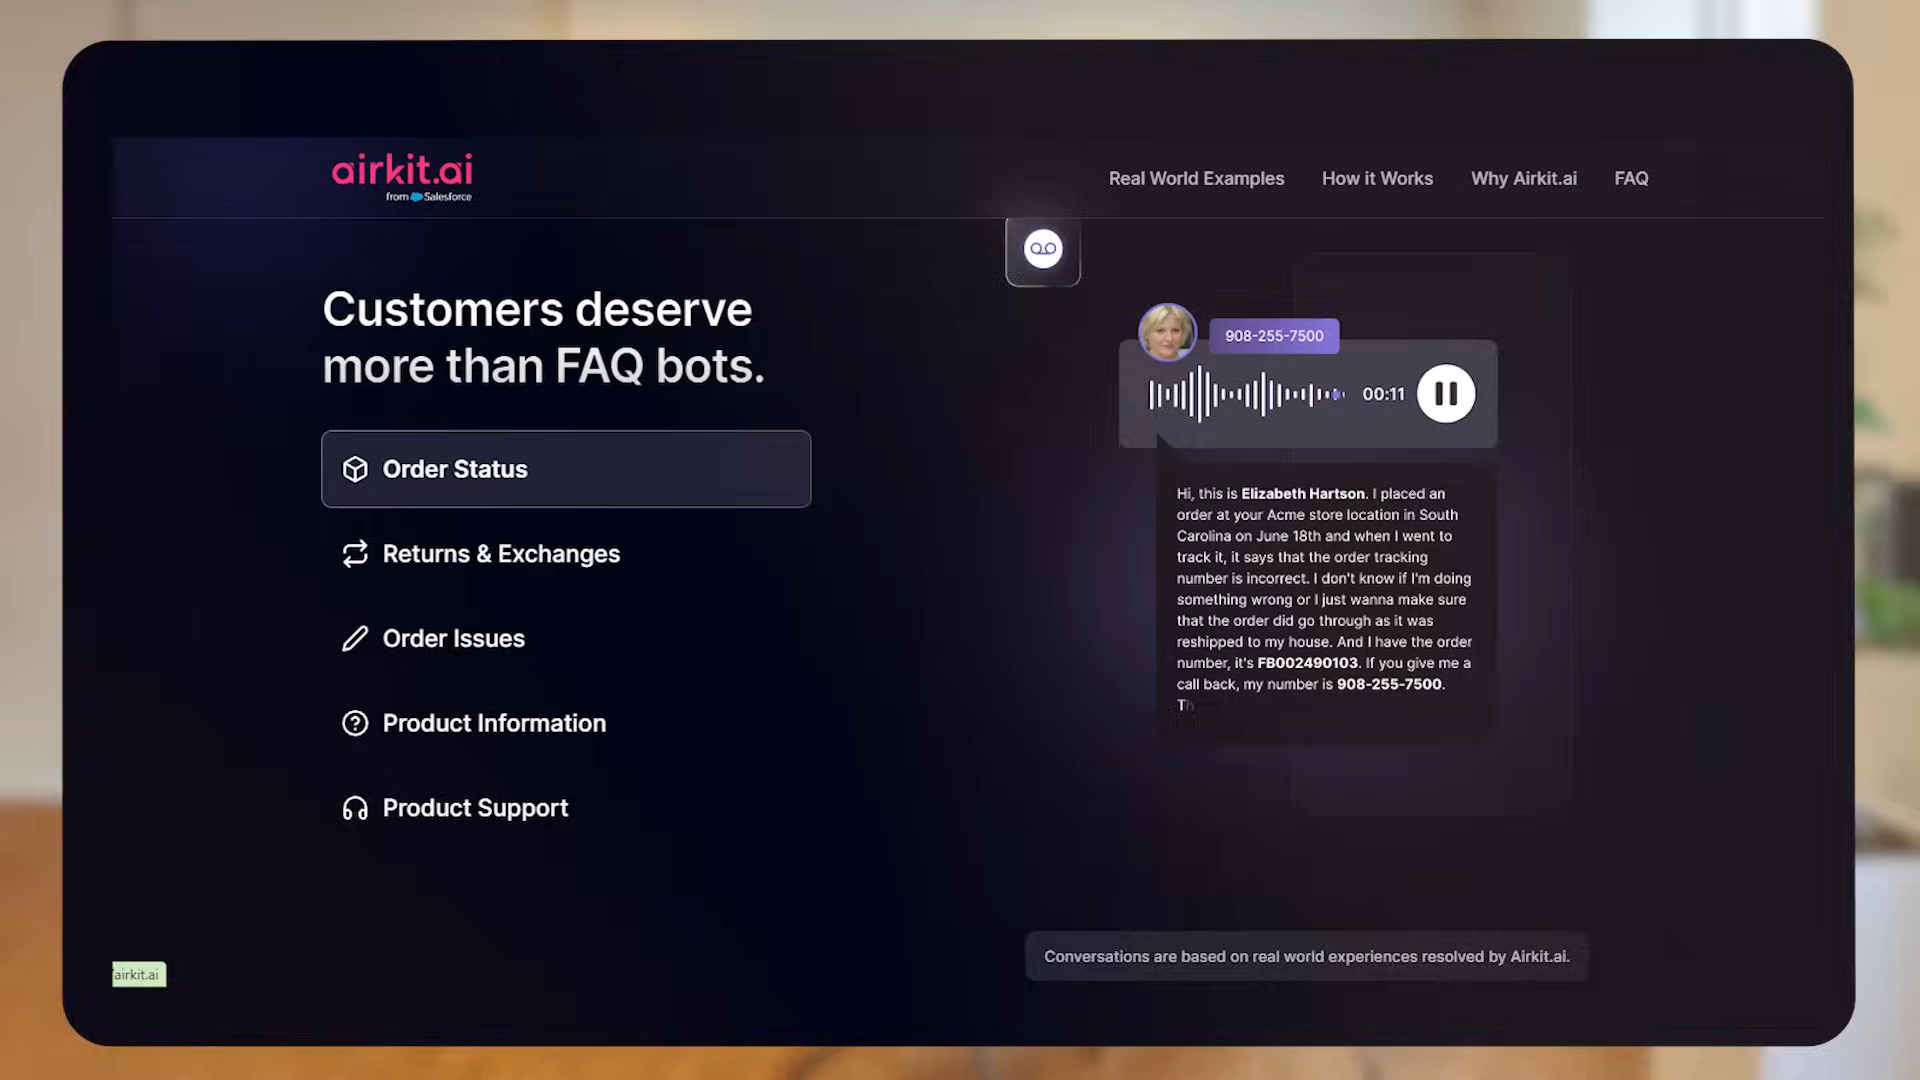 airkit.ai
from Salesforce
Real World Examples
How it Works
Why Airkit.ai
FAQ
Customers deserve
more than FAQ bots.
Order Status
Returns & Exchanges
Order Issues
Product Information
Product Support
908-255-7500
00:11
Hi, this is Elizabeth Hartson. I placed an
order at your Acme store location in South
Carolina on June 18th and when I went to
track it, it says that the order tracking
number is incorrect. I don't know if I'm doing
something wrong or I just wanna make sure
that the order did go through as it was
reshipped to my house. And I have the order
number, it's FB002490103. If you give me a
call back, my number is 908-255-7500.
Th
Conversations are based on real world experiences resolved by Airkit.ai.
airkit.ai